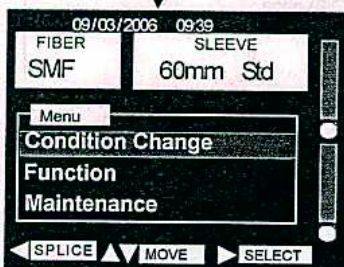 09/03/2006 09:39
FIBER
SMF
SLEEVE
60mm Std
Menu
Condition Change
Function
Maintenance
SPLICE
MOVE
SELECT